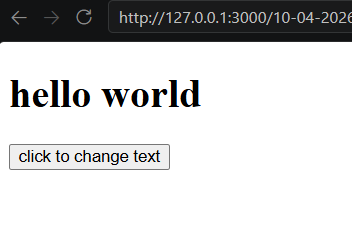 http://127.0.0.1:3000/10-04-2026
hello world
click to change text